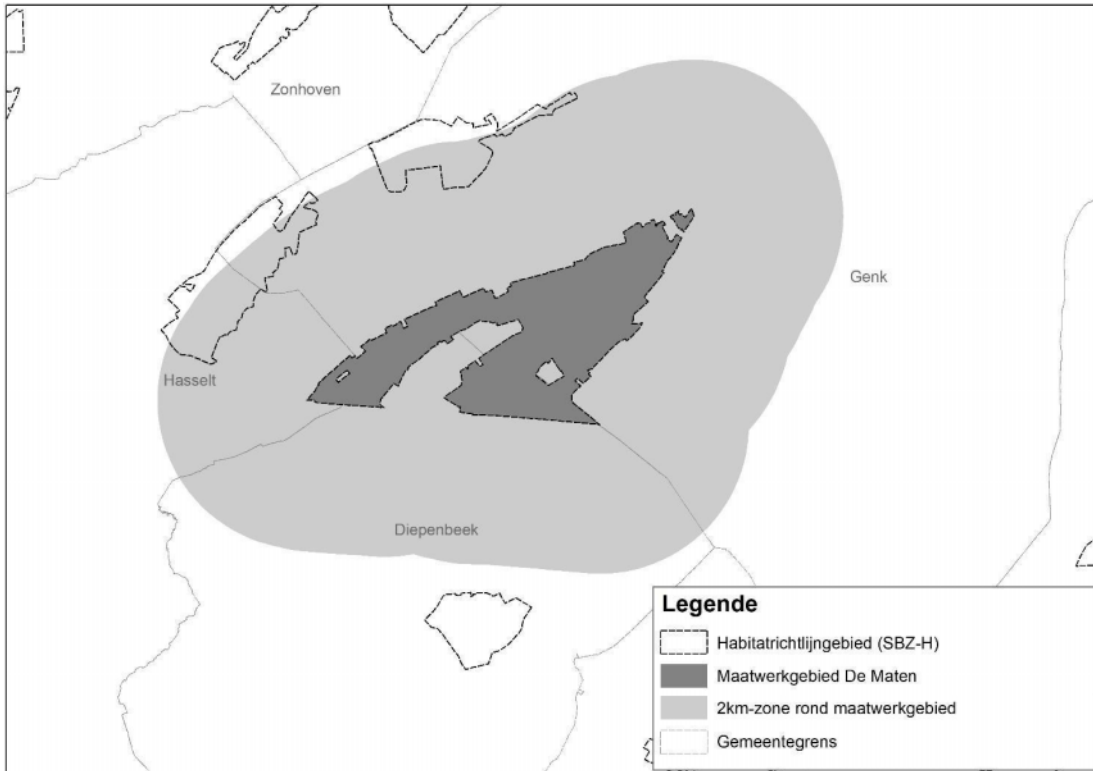 Zonhoven
Genk
Hasselt
Diepenbeek
Legende
Habitatrichtlijngebied (SBZ-H)
Maatwerkgebied De Maten
2km-zone rond maatwerkgebied
Gemeentegrens